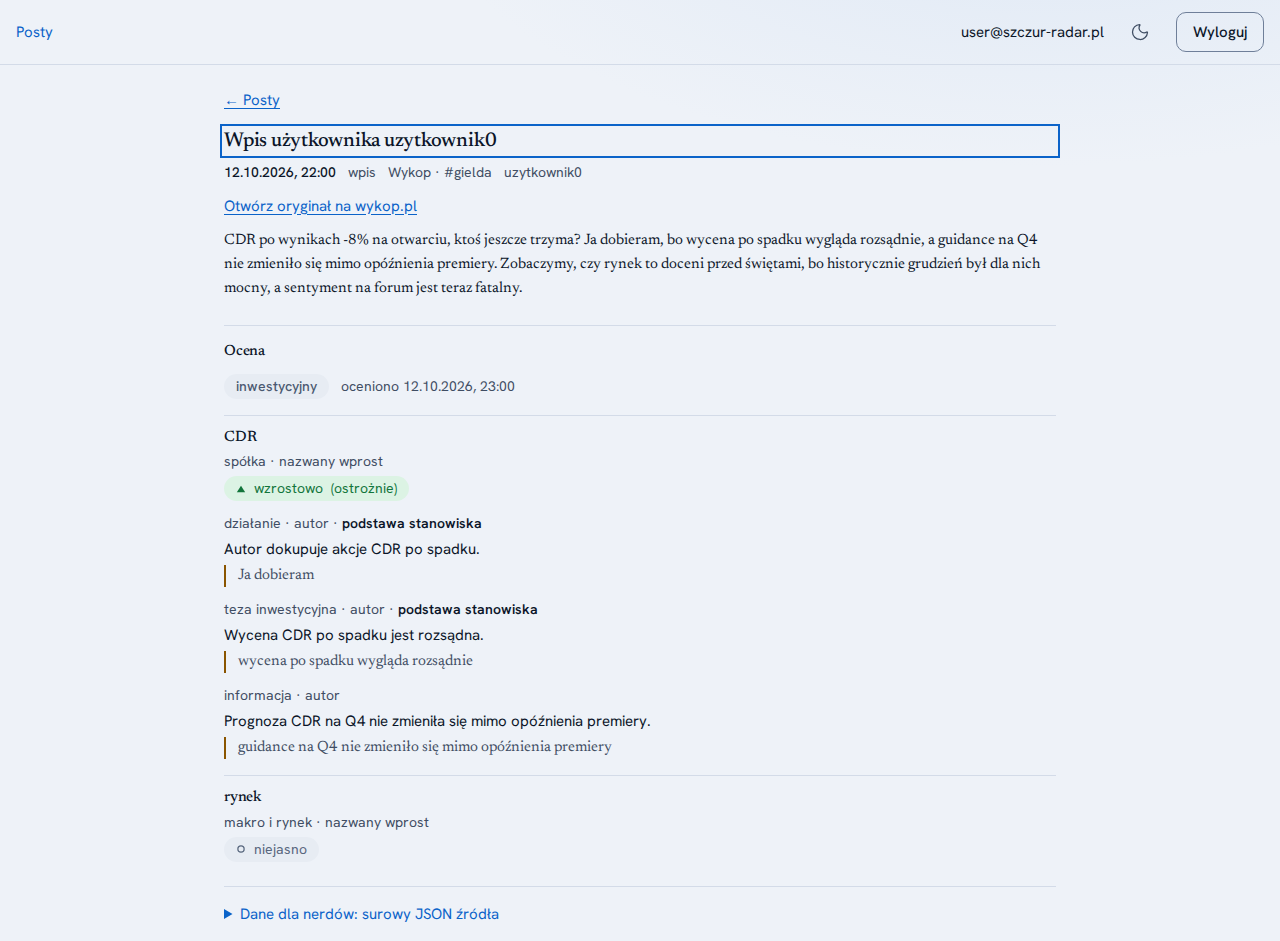 Posty
user@szczur-radar.pl
Wyloguj
← Posty
Wpis użytkownika uzytkownik0
12.10.2026, 22:00 wpis Wykop · #gielda uzytkownik0
Otwórz oryginał na wykop.pl
CDR po wynikach -8% na otwarciu, ktoś jeszcze trzyma? Ja dobieram, bo wycena po spadku wygląda rozsądnie, a guidance na Q4
nie zmieniło się mimo opóźnienia premiery. Zobaczymy, czy rynek to doceni przed świętami, bo historycznie grudzień był dla nich
mocny, a sentyment na forum jest teraz fatalny.
Ocena
inwestycyjny oceniono 12.10.2026, 23:00
CDR
spółka · nazwany wprost
▲ wzrostowo (ostrożnie)
działanie · autor · podstawa stanowiska
Autor dokupuje akcje CDR po spadku.
Ja dobieram
teza inwestycyjna · autor · podstawa stanowiska
Wycena CDR po spadku jest rozsądna.
wycena po spadku wygląda rozsądnie
informacja · autor
Prognoza CDR na Q4 nie zmieniła się mimo opóźnienia premiery.
guidance na Q4 nie zmieniło się mimo opóźnienia premiery
rynek
makro i rynek · nazwany wprost
niejasno
Dane dla nerdów: surowy JSON źródła